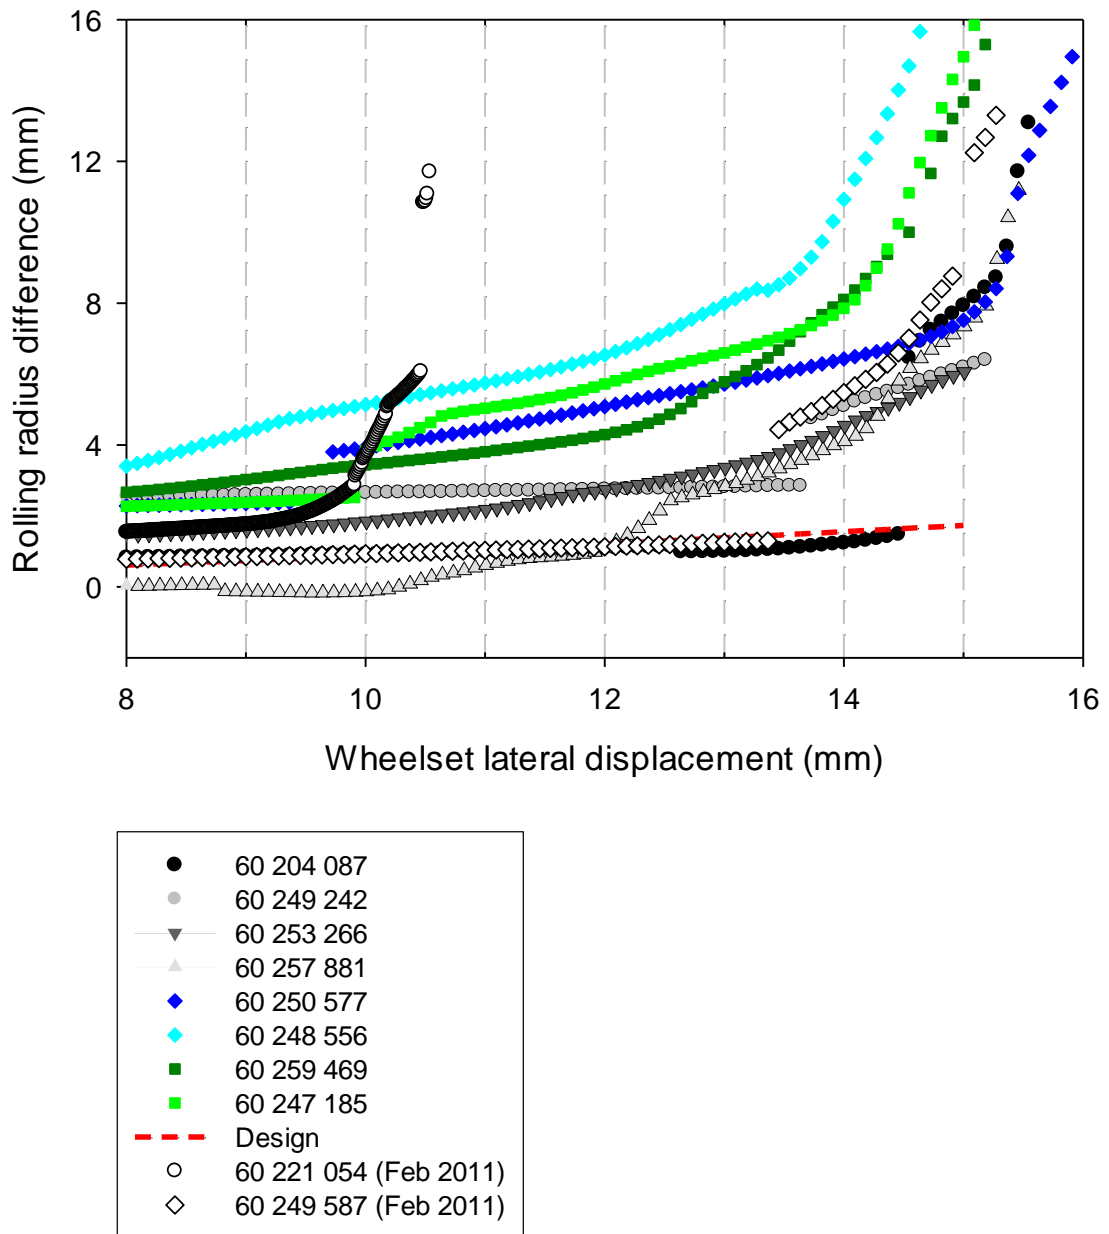 16
12
8
4
0
Rolling radius difference (mm)
8 10 12 14 16
Wheelset lateral displacement (mm)
60 204 087
60 249 242
60 253 266
60 257 881
60 250 577
60 248 556
60 259 469
60 247 185
Design
60 221 054 (Feb 2011)
60 249 587 (Feb 2011)